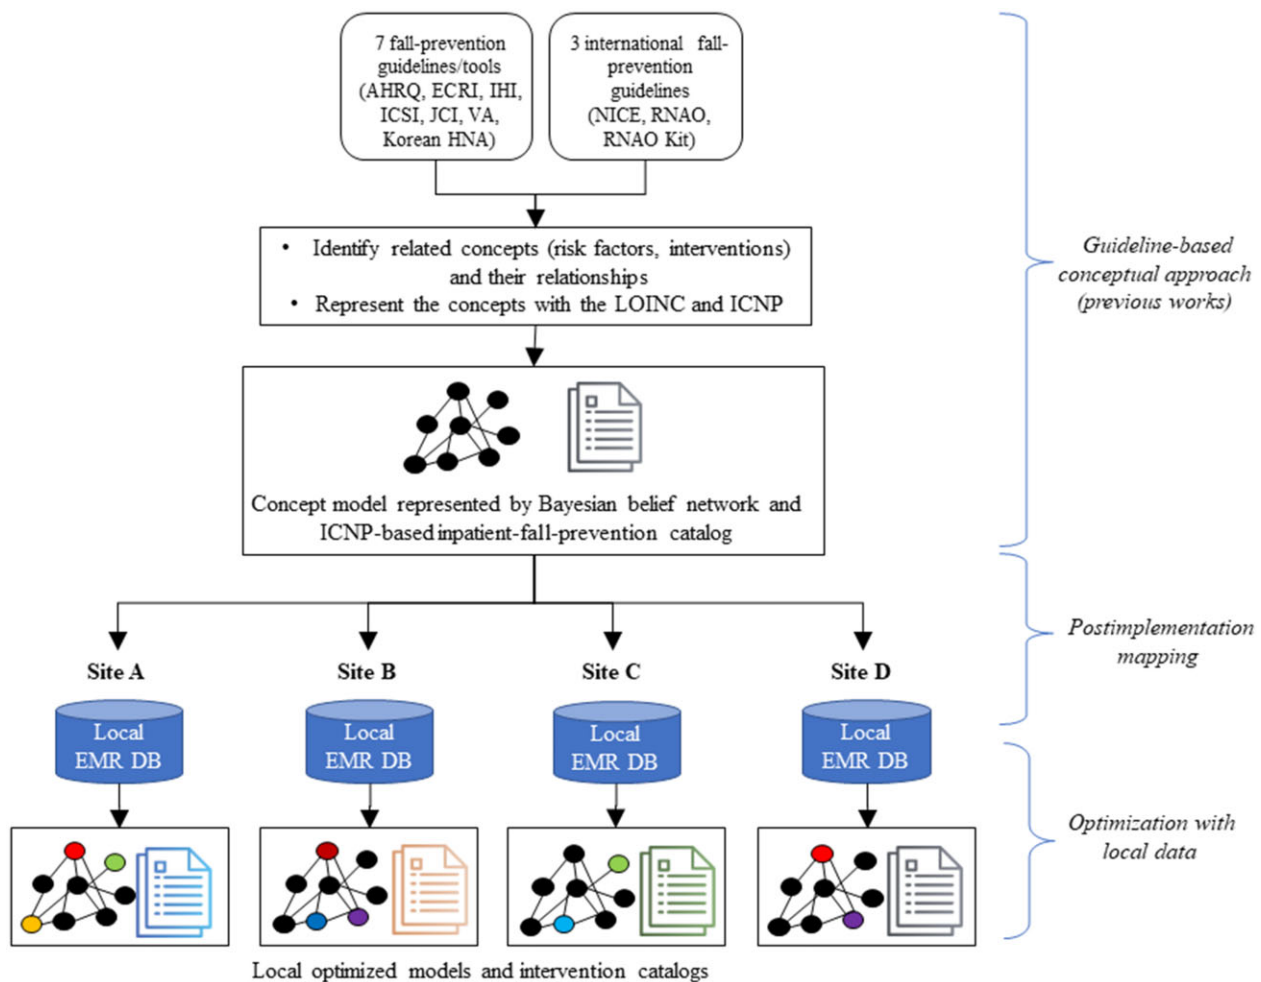 7 fall-prevention
guidelines/tools
(AHRQ, ECRI, IHI,
ICSI, JCI, VA,
Korean HNA)
3 international fall-
prevention
guidelines
(NICE, RNAO,
RNAO Kit)
• Identify related concepts (risk factors, interventions)
and their relationships
• Represent the concepts with the LOINC and ICNP
Guideline-based
conceptual approach
(previous works)
Concept model represented by Bayesian belief network and
ICNP-based inpatient-fall-prevention catalog
Postimplementation
mapping
Site A
Site B
Site C
Site D
Local
EMR DB
Local
EMR DB
Local
EMR DB
Local
EMR DB
Optimization with
local data
Local optimized models and intervention catalogs